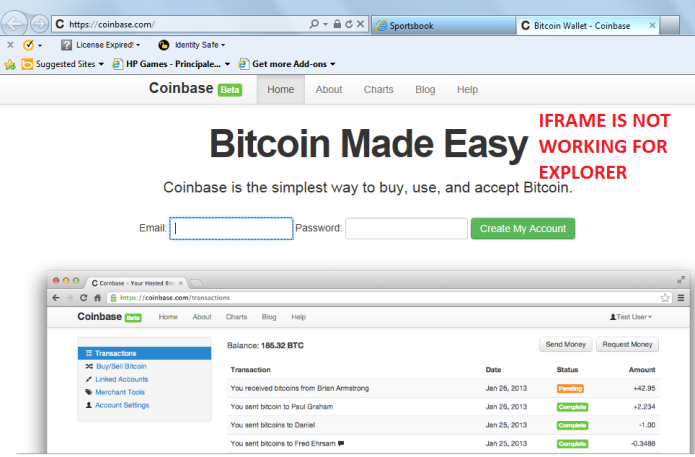 C https://coinbase.com/
Sportsbook
C Bitcoin Wallet - Coinbase ×
x License Expired! Identity Safe
Suggested Sites HP Games - Principale... Get more Add-ons
Coinbase Beta Home About Charts Blog Help
IFRAME IS NOT
WORKING FOR
EXPLORER
Bitcoin Made Easy
Coinbase is the simplest way to buy, use, and accept Bitcoin.
Email: Password: Create My Account
C Coinbase - Your Hosted Bit ×
https://coinbase.com/transactions
Coinbase Beta Home About Charts Blog Help Test User
Balance: 185.32 BTC Send Money Request Money
Transactions
Buy/Sell Bitcoin
Linked Accounts
Merchant Tools
Account Settings
Transaction Date Status Amount
You received bitcoins from Brian Armstrong Jan 26, 2013 Pending +42.95
You sent bitcoin to Paul Graham Jan 26, 2013 Complete +2.234
You sent bitcoins to Daniel Jan 25, 2013 Complete -1.00
You sent bitcoins to Fred Ehrsam Jan 25, 2013 Complete -0.3488